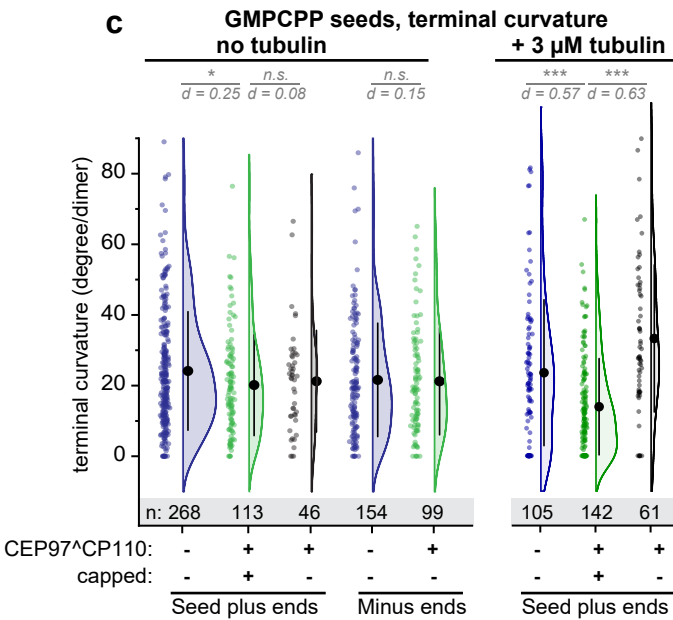 c
GMPCPP seeds, terminal curvature
no tubulin
+ 3 µM tubulin
* n.s. n.s. *** ***
d = 0.25 d = 0.08 d = 0.15 d = 0.57 d = 0.63
terminal curvature (degree/dimer)
80
60
40
20
0
n: 268 113 46 154 99 105 142 61
CEP97^CP110: - + + - + - + +
capped: - + - - - - + -
Seed plus ends Minus ends Seed plus ends